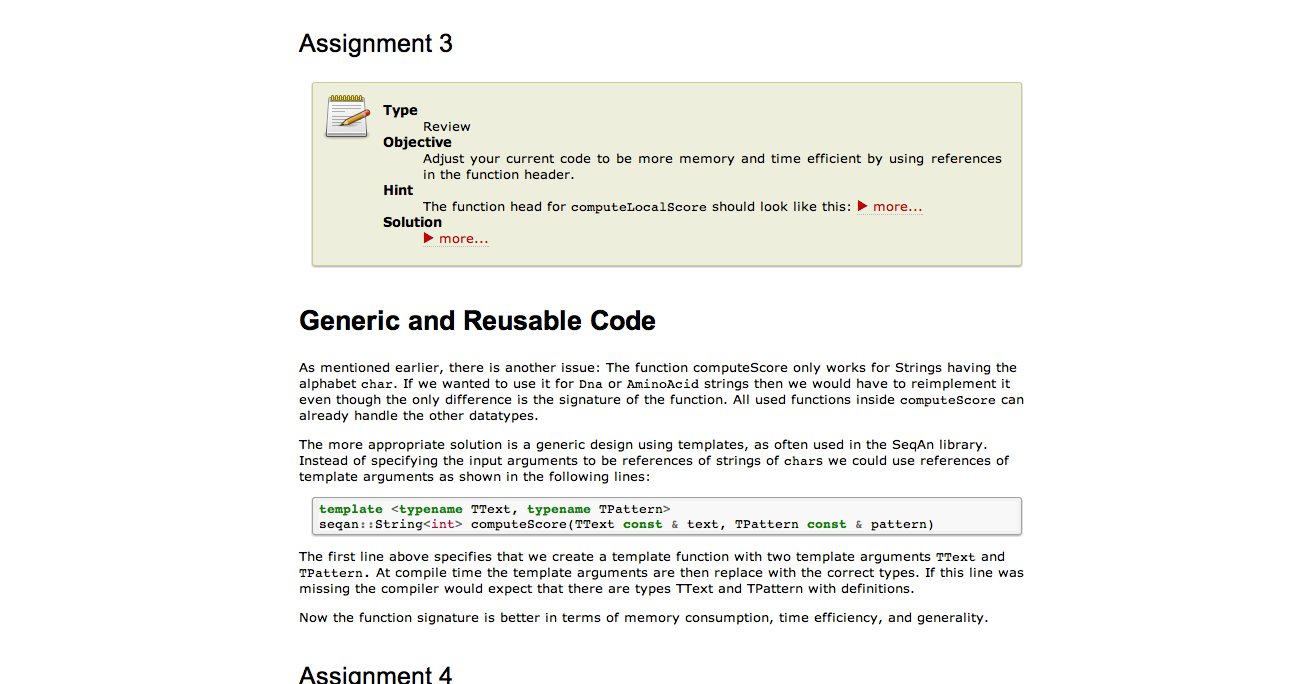 Assignment 3
Type
Review
Objective
Adjust your current code to be more memory and time efficient by using references
in the function header.
Hint
The function head for computeLocalScore should look like this: ▶ more...
Solution
▶ more...
Generic and Reusable Code
As mentioned earlier, there is another issue: The function computeScore only works for Strings having the
alphabet char. If we wanted to use it for Dna or AminoAcid strings then we would have to reimplement it
even though the only difference is the signature of the function. All used functions inside computeScore can
already handle the other datatypes.
The more appropriate solution is a generic design using templates, as often used in the SeqAn library.
Instead of specifying the input arguments to be references of strings of chars we could use references of
template arguments as shown in the following lines:
template <typename TText, typename TPattern>
seqan::String<int> computeScore(TText const & text, TPattern const & pattern)
The first line above specifies that we create a template function with two template arguments TText and
TPattern. At compile time the template arguments are then replace with the correct types. If this line was
missing the compiler would expect that there are types TText and TPattern with definitions.
Now the function signature is better in terms of memory consumption, time efficiency, and generality.
Assignment 4